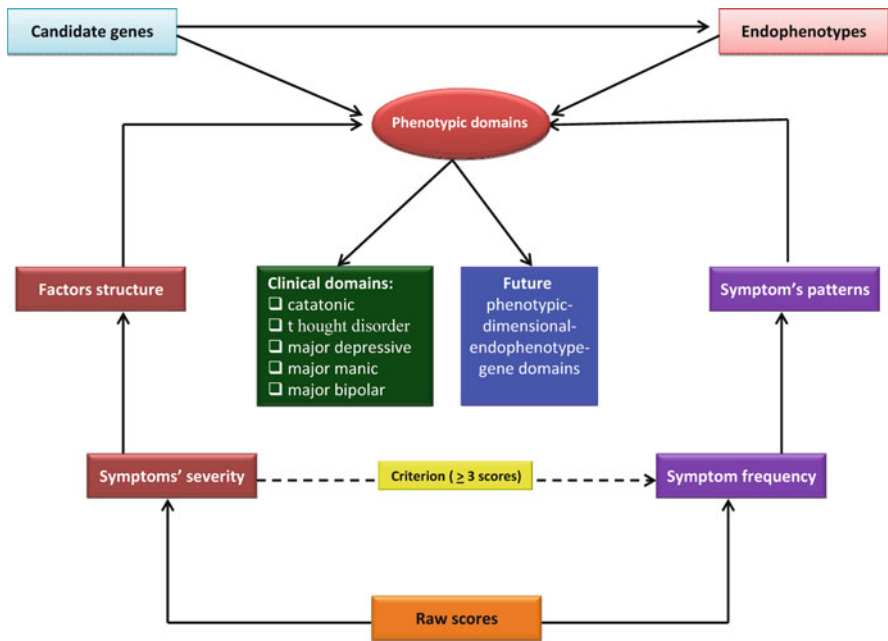 Candidate genes
Endophenotypes
Phenotypic domains
Factors structure
Clinical domains:
❑ catatonic
❑ t hought disorder
❑ major depressive
❑ major manic
❑ major bipolar
Future
phenotypic-
dimensional-
endophenotype-
gene domains
Symptom's patterns
Symptoms' severity
Criterion ( ≥ 3 scores)
Symptom frequency
Raw scores